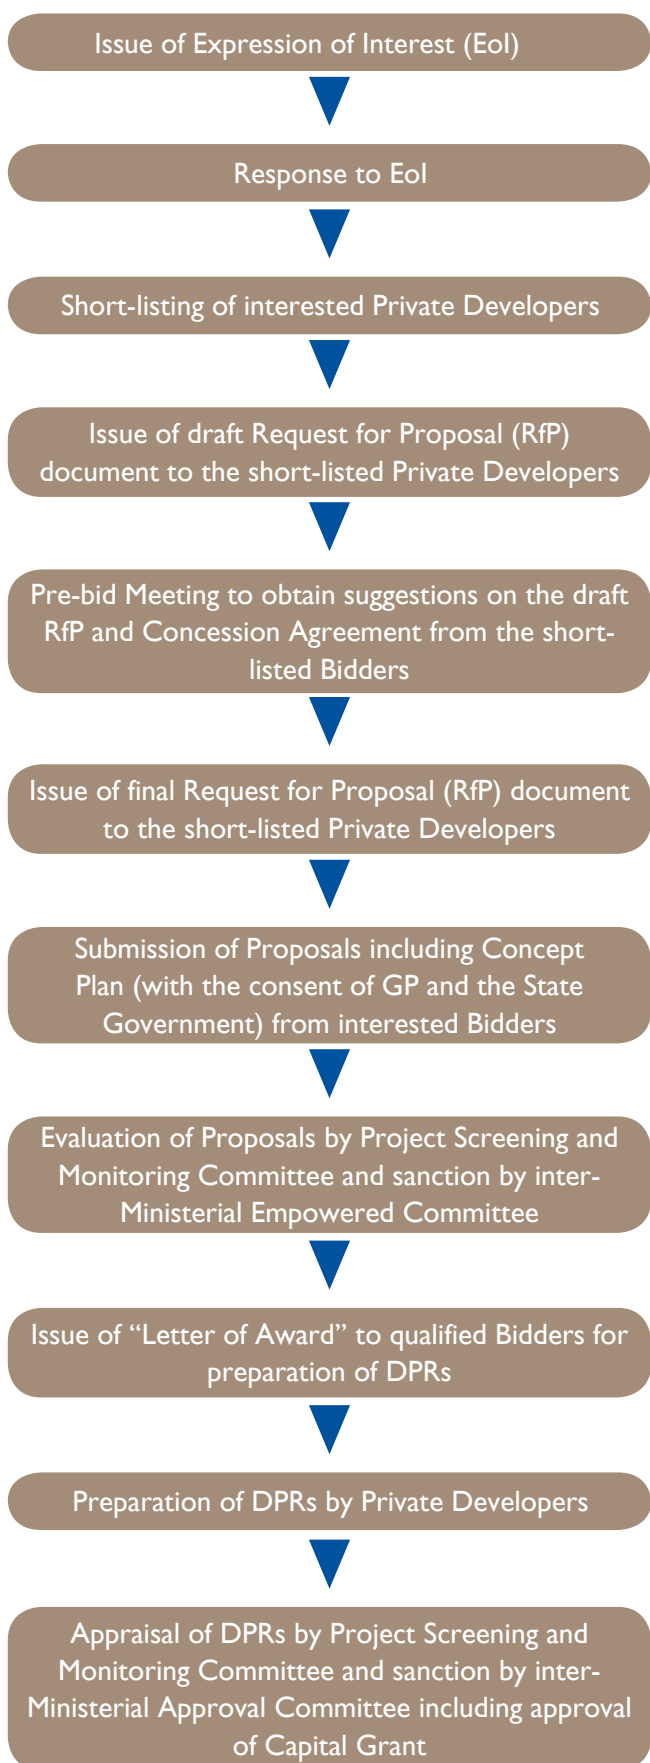 Issue of Expression of Interest (EoI)
Response to EoI
Short-listing of interested Private Developers
Issue of draft Request for Proposal (RfP)
document to the short-listed Private Developers
Pre-bid Meeting to obtain suggestions on the draft
RfP and Concession Agreement from the short-
listed Bidders
Issue of final Request for Proposal (RfP) document
to the short-listed Private Developers
Submission of Proposals including Concept
Plan (with the consent of GP and the State
Government) from interested Bidders
Evaluation of Proposals by Project Screening and
Monitoring Committee and sanction by inter-
Ministerial Empowered Committee
Issue of “Letter of Award” to qualified Bidders for
preparation of DPRs
Preparation of DPRs by Private Developers
Appraisal of DPRs by Project Screening and
Monitoring Committee and sanction by inter-
Ministerial Approval Committee including approval
of Capital Grant